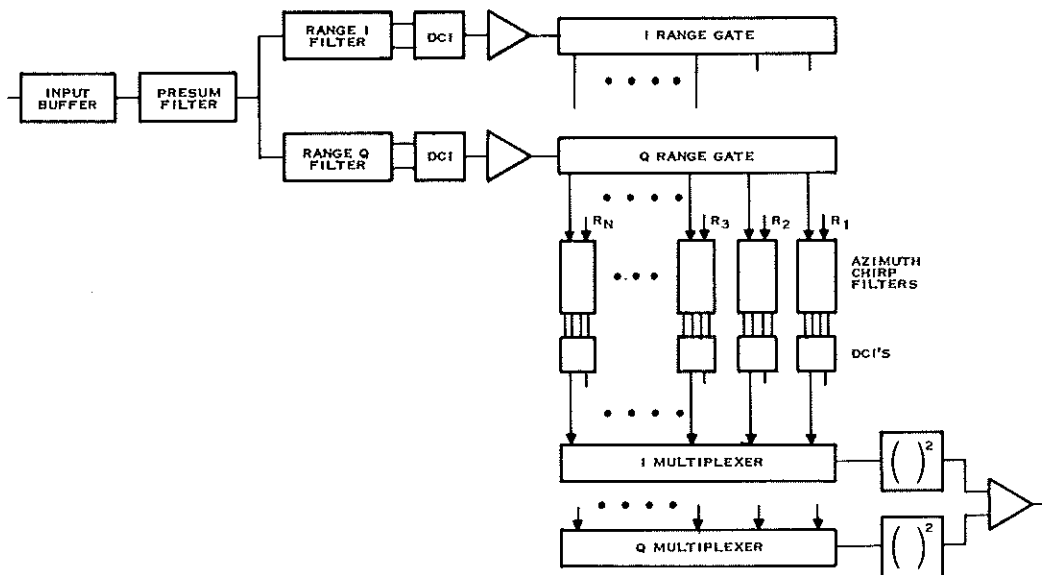 RANGE I
FILTER
DCI
I RANGE GATE
INPUT
BUFFER
PRESUM
FILTER
RANGE Q
FILTER
DCI
Q RANGE GATE
RN
R3
R2
R1
AZIMUTH
CHIRP
FILTERS
DCI'S
I MULTIPLEXER
( )2
Q MULTIPLEXER
( )2